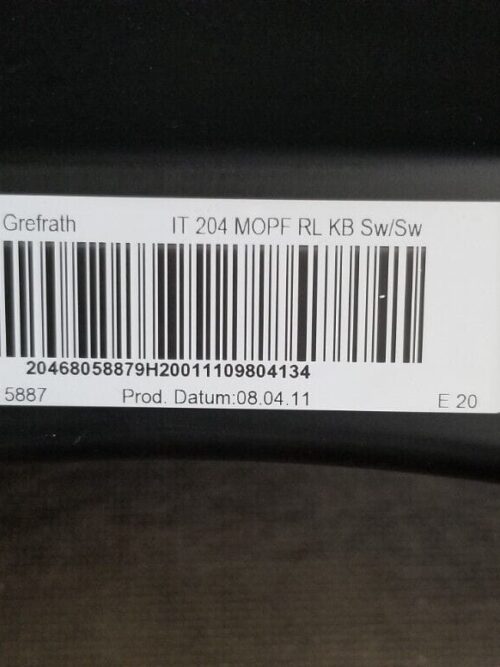 Grefrath IT 204 MOPF RL KB Sw/Sw
20468058879H20011109804134
5887 Prod. Datum:08.04.11 E 20